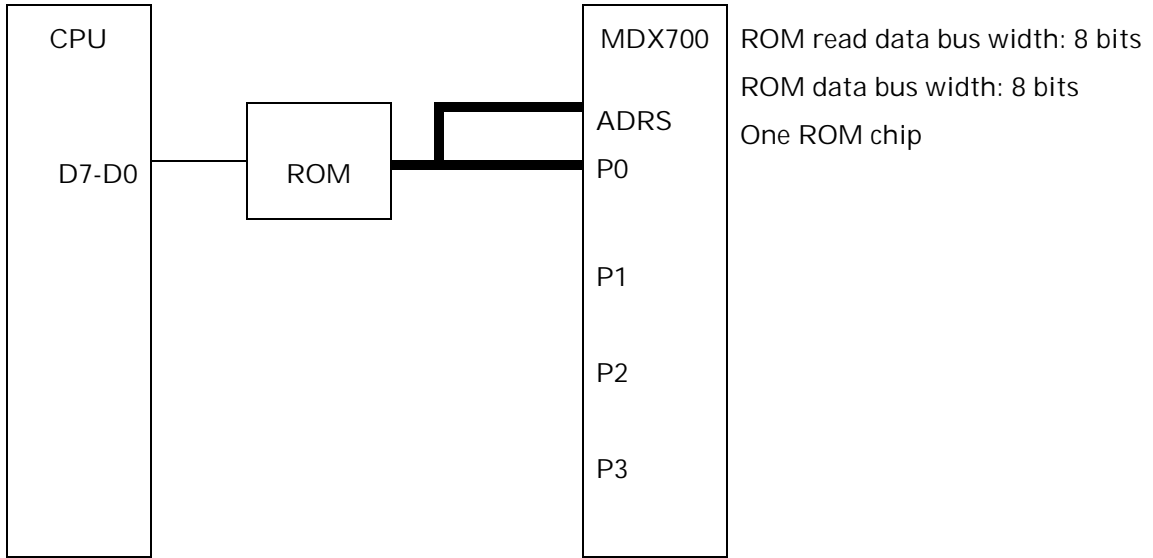 CPU
MDX700
ROM read data bus width: 8 bits
ROM data bus width: 8 bits
ADRS
One ROM chip
D7-D0
ROM
P0
P1
P2
P3